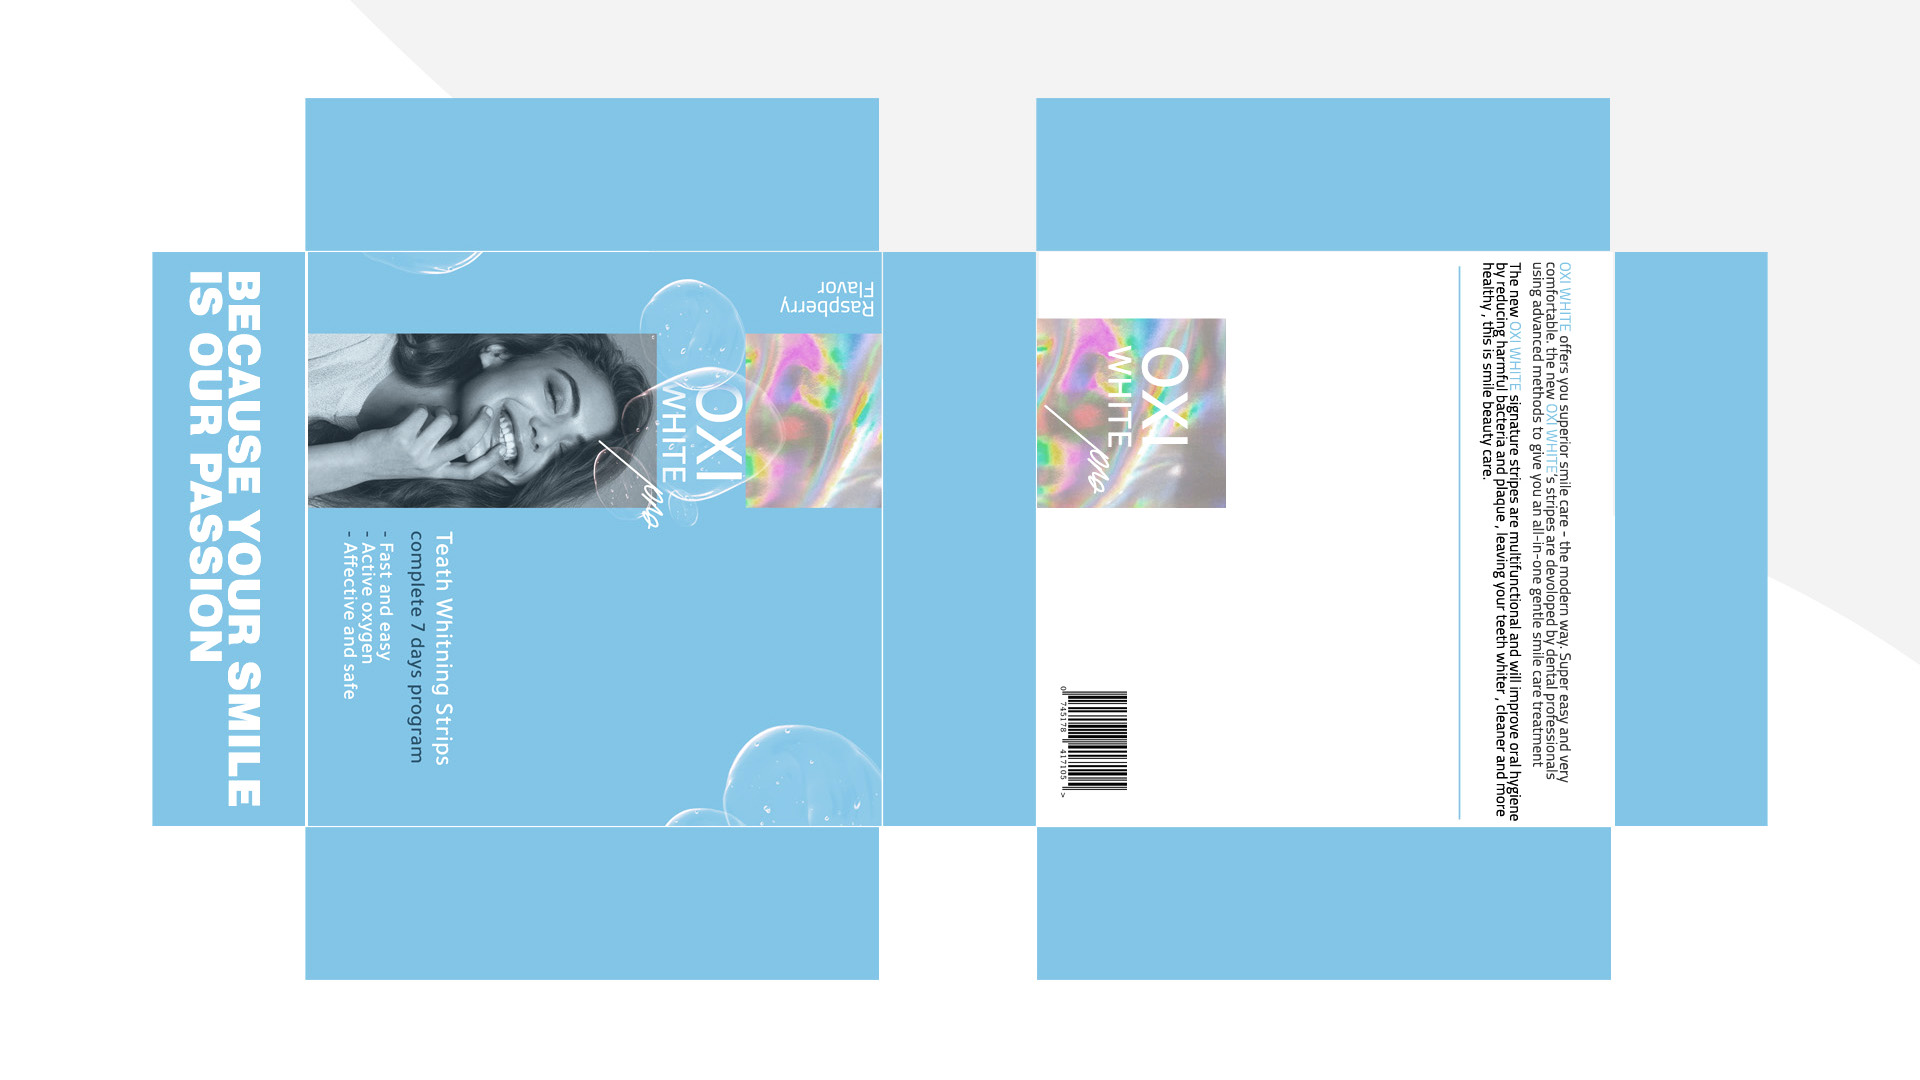 BECAUSE YOUR SMILE
IS OUR PASSION
Raspberry
Flavor
OXI
WHITE
Teath Whitning Strips
complete 7 days program
- Fast and easy
- Active oxygen
- Affective and safe
OXI
WHITE
OXI WHITE offers you superior smile care - the modern way. Super easy and very
comfortable. the new OXI WHITE's stripes are devoloped by dental professionals
using advanced methods to give you an all-in-one gentle smile care treatment
The new OXI WHITE signature stripes are multifunctional and will improve oral hygiene
by reducing harmful bacteria and plaque , leaving your teeth whiter , cleaner and more
healthy , this is smile beauty care.
0 745178 417105 >